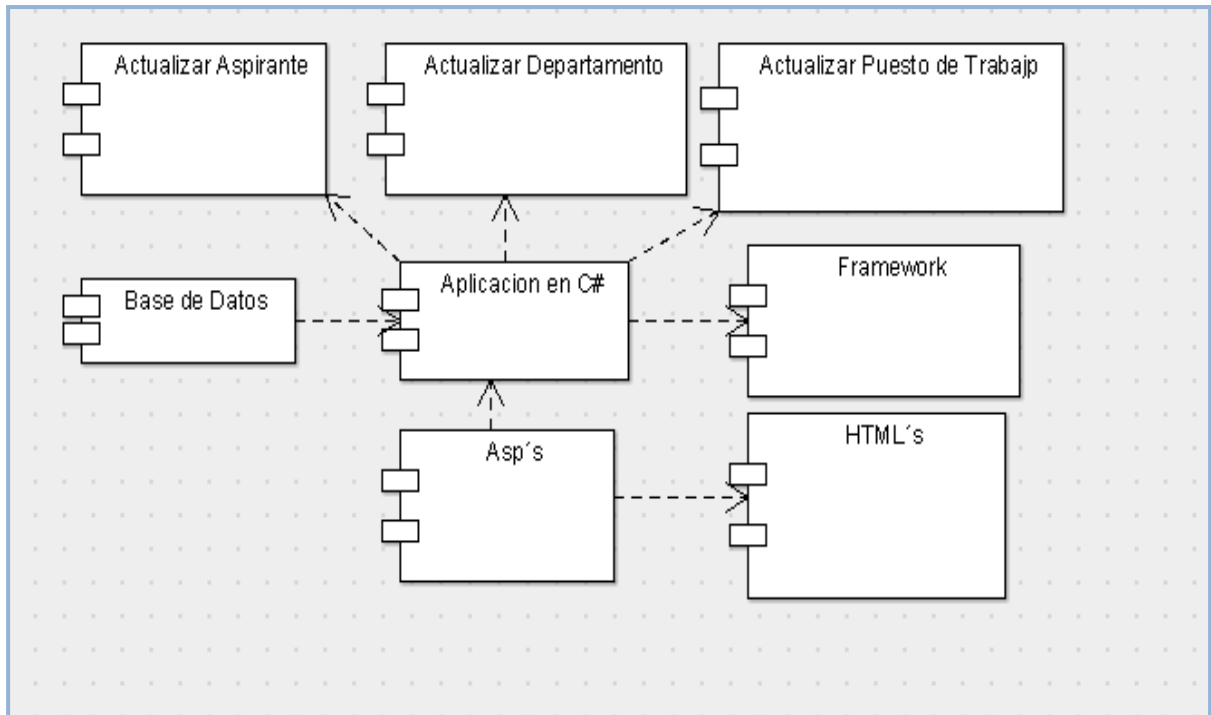 Actualizar Aspirante
Actualizar Departamento
Actualizar Puesto de Trabajp
Base de Datos
Aplicacion en C#
Framework
Asp´s
HTML´s